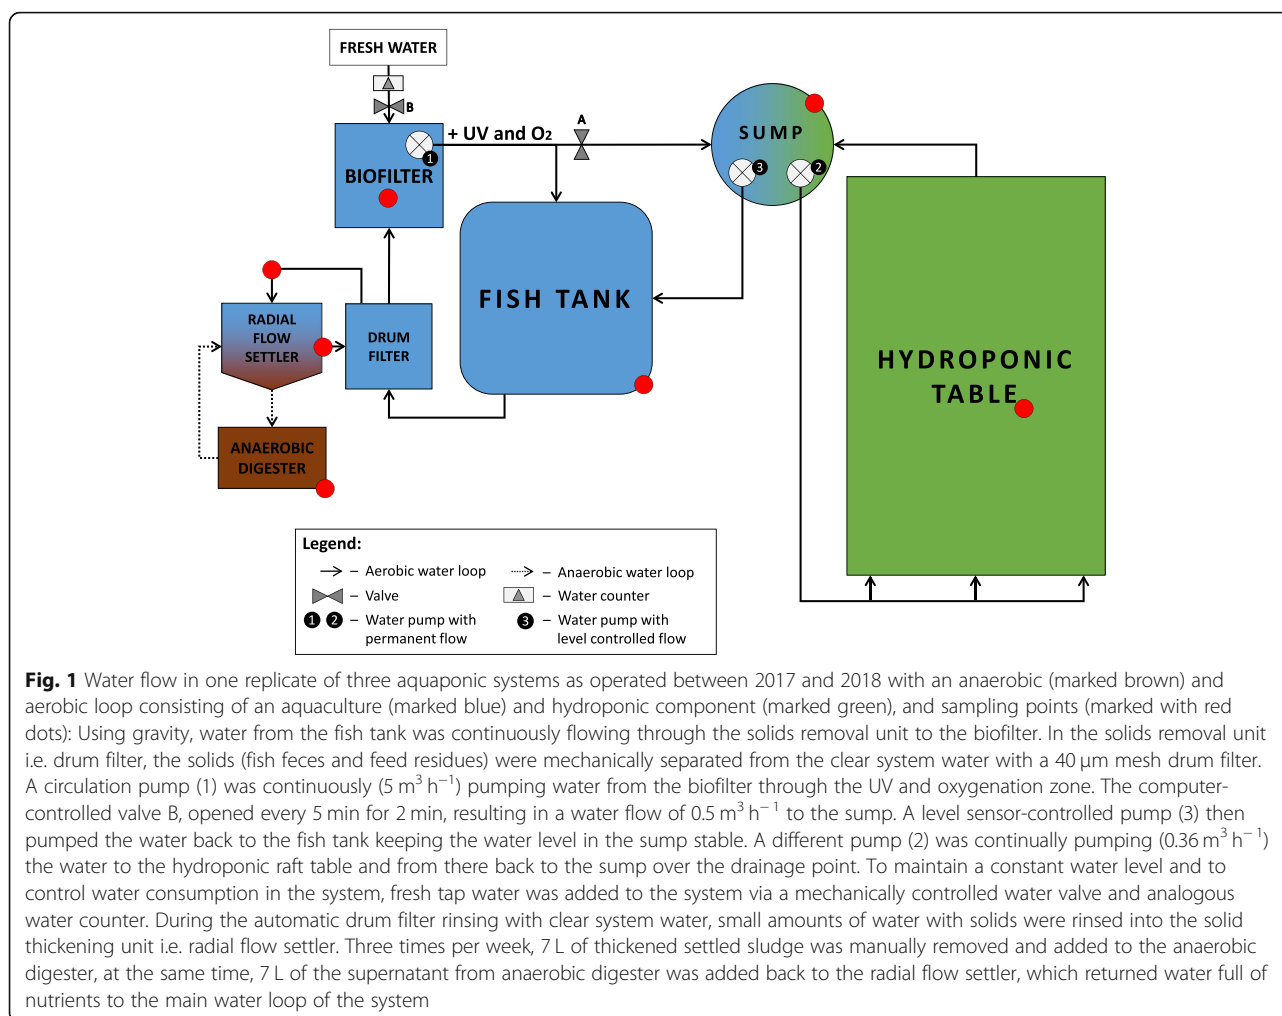 FRESH WATER
B
+ UV and O₂
A
SUMP
1
BIOFILTER
3
2
FISH TANK
RADIAL
FLOW
SETTLER
DRUM
FILTER
HYDROPONIC
TABLE
ANAEROBIC
DIGESTER
Legend:
– Aerobic water loop
– Anaerobic water loop
– Valve
– Water counter
1 2 – Water pump with
permanent flow
3 – Water pump with
level controlled flow
Fig. 1 Water flow in one replicate of three aquaponic systems as operated between 2017 and 2018 with an anaerobic (marked brown) and
aerobic loop consisting of an aquaculture (marked blue) and hydroponic component (marked green), and sampling points (marked with red
dots): Using gravity, water from the fish tank was continuously flowing through the solids removal unit to the biofilter. In the solids removal unit
i.e. drum filter, the solids (fish feces and feed residues) were mechanically separated from the clear system water with a 40 μm mesh drum filter.
A circulation pump (1) was continuously (5 m³ h⁻¹) pumping water from the biofilter through the UV and oxygenation zone. The computer-
controlled valve B, opened every 5 min for 2 min, resulting in a water flow of 0.5 m³ h⁻¹ to the sump. A level sensor-controlled pump (3) then
pumped the water back to the fish tank keeping the water level in the sump stable. A different pump (2) was continually pumping (0.36 m³ h⁻¹)
the water to the hydroponic raft table and from there back to the sump over the drainage point. To maintain a constant water level and to
control water consumption in the system, fresh tap water was added to the system via a mechanically controlled water valve and analogous
water counter. During the automatic drum filter rinsing with clear system water, small amounts of water with solids were rinsed into the solid
thickening unit i.e. radial flow settler. Three times per week, 7 L of thickened settled sludge was manually removed and added to the anaerobic
digester, at the same time, 7 L of the supernatant from anaerobic digester was added back to the radial flow settler, which returned water full of
nutrients to the main water loop of the system